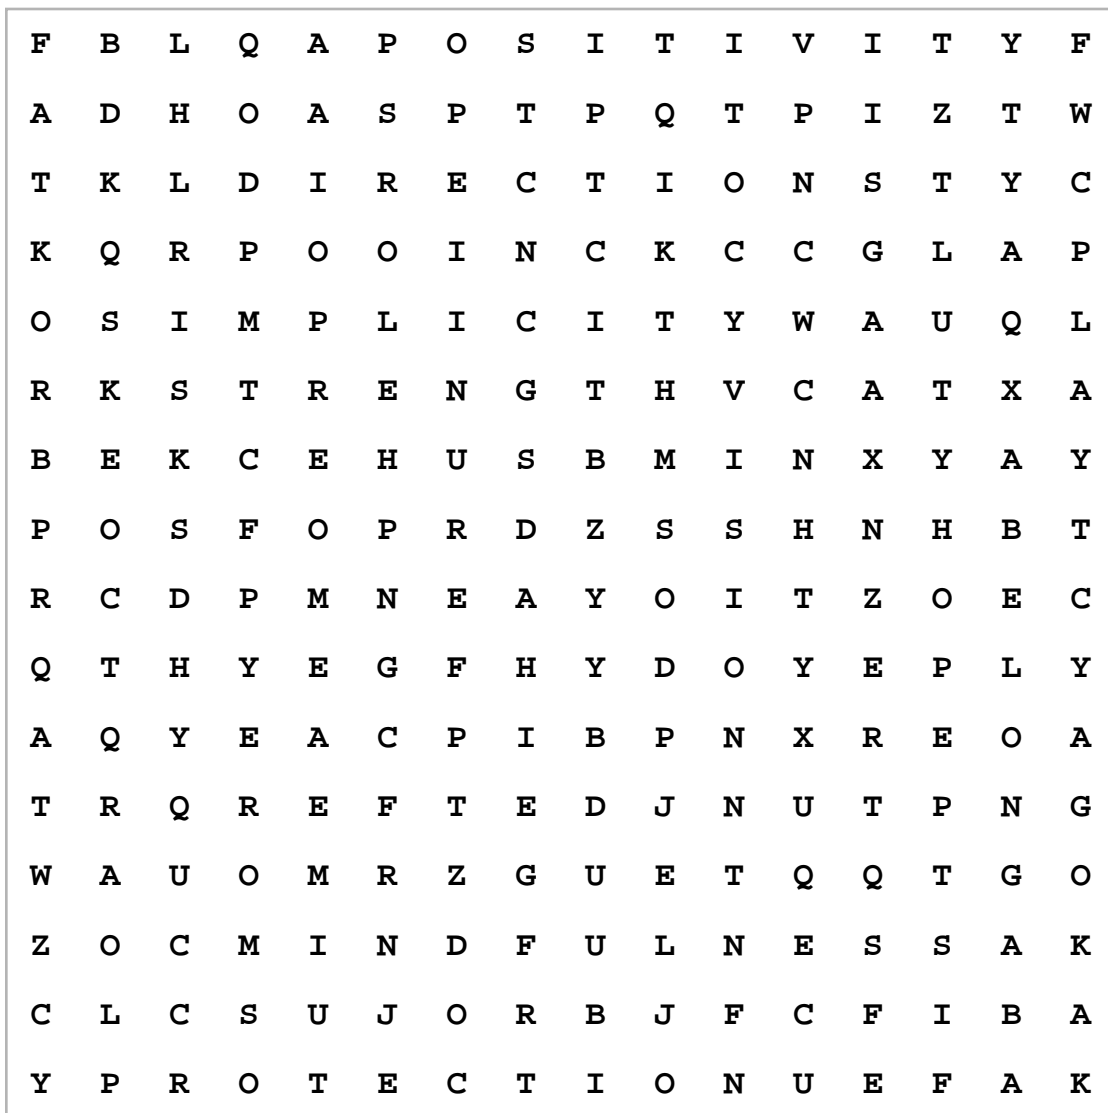 F B L Q A P O S I T I V I T Y F
A D H O A S P T P Q T P I Z T W
T K L D I R E C T I O N S T Y C
K Q R P O O I N C K C C G L A P
O S I M P L I C I T Y W A U Q L
R K S T R E N G T H V C A T X A
B E K C E H U S B M I N X Y A Y
P O S F O P R D Z S S H N H B T
R C D P M N E A Y O I T Z O E C
Q T H Y E G F H Y D O Y E P L Y
A Q Y E A C P I B P N X R E O A
T R Q R E F T E D J N U T P N G
W A U O M R Z G U E T Q Q T G O
Z O C M I N D F U L N E S S A K
C L C S U J O R B J F C F I B A
Y P R O T E C T I O N U E F A K